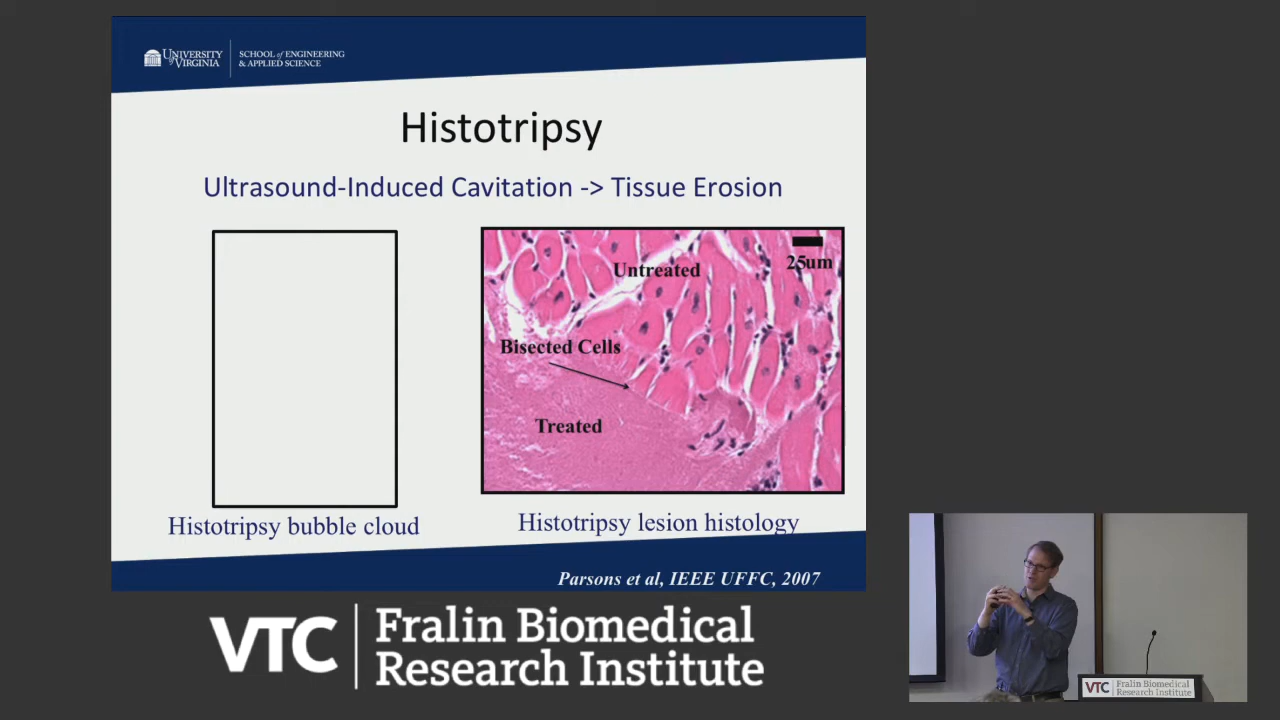 UNIVERSITY of VIRGINIA
SCHOOL of ENGINEERING & APPLIED SCIENCE
Histotripsy
Ultrasound-Induced Cavitation -> Tissue Erosion
25um
Untreated
Bisected Cells
Treated
Histotripsy bubble cloud
Histotripsy lesion histology
Parsons et al, IEEE UFFC, 2007
VTC
Fralin Biomedical
Research Institute
VTC
Fralin Biomedical
Research Institute